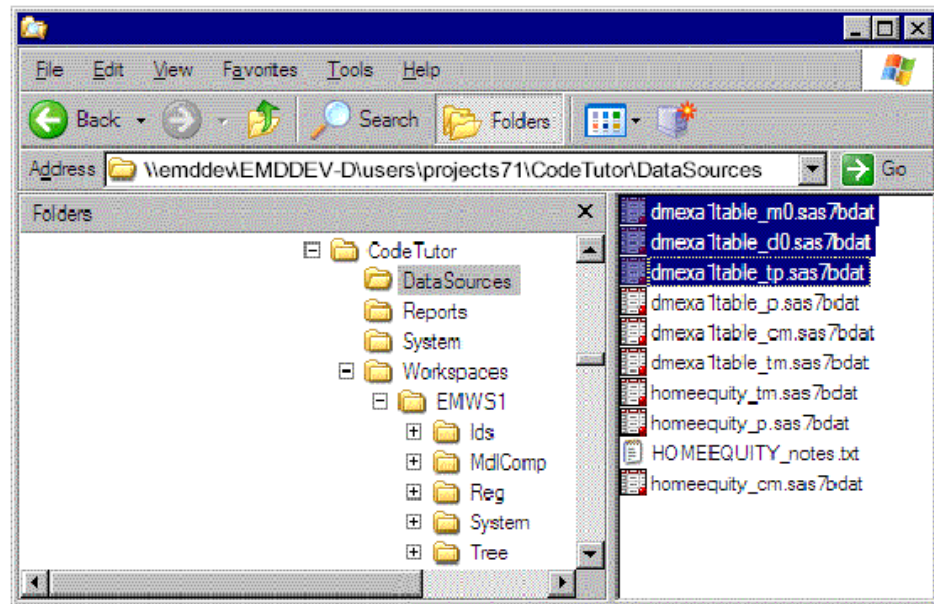 File Edit View Favorites Tools Help
Back Search Folders
Address \\emddev\EMDDEV-D\users\projects71\CodeTutor\DataSources Go
Folders
CodeTutor
DataSources
Reports
System
Workspaces
EMWS1
Ids
MdlComp
Reg
System
Tree
dmexa1table_m0.sas7bdat
dmexa1table_d0.sas7bdat
dmexa1table_tp.sas7bdat
dmexa1table_p.sas7bdat
dmexa1table_cm.sas7bdat
dmexa1table_tm.sas7bdat
homeequity_tm.sas7bdat
homeequity_p.sas7bdat
HOMEEQUITY_notes.txt
homeequity_cm.sas7bdat